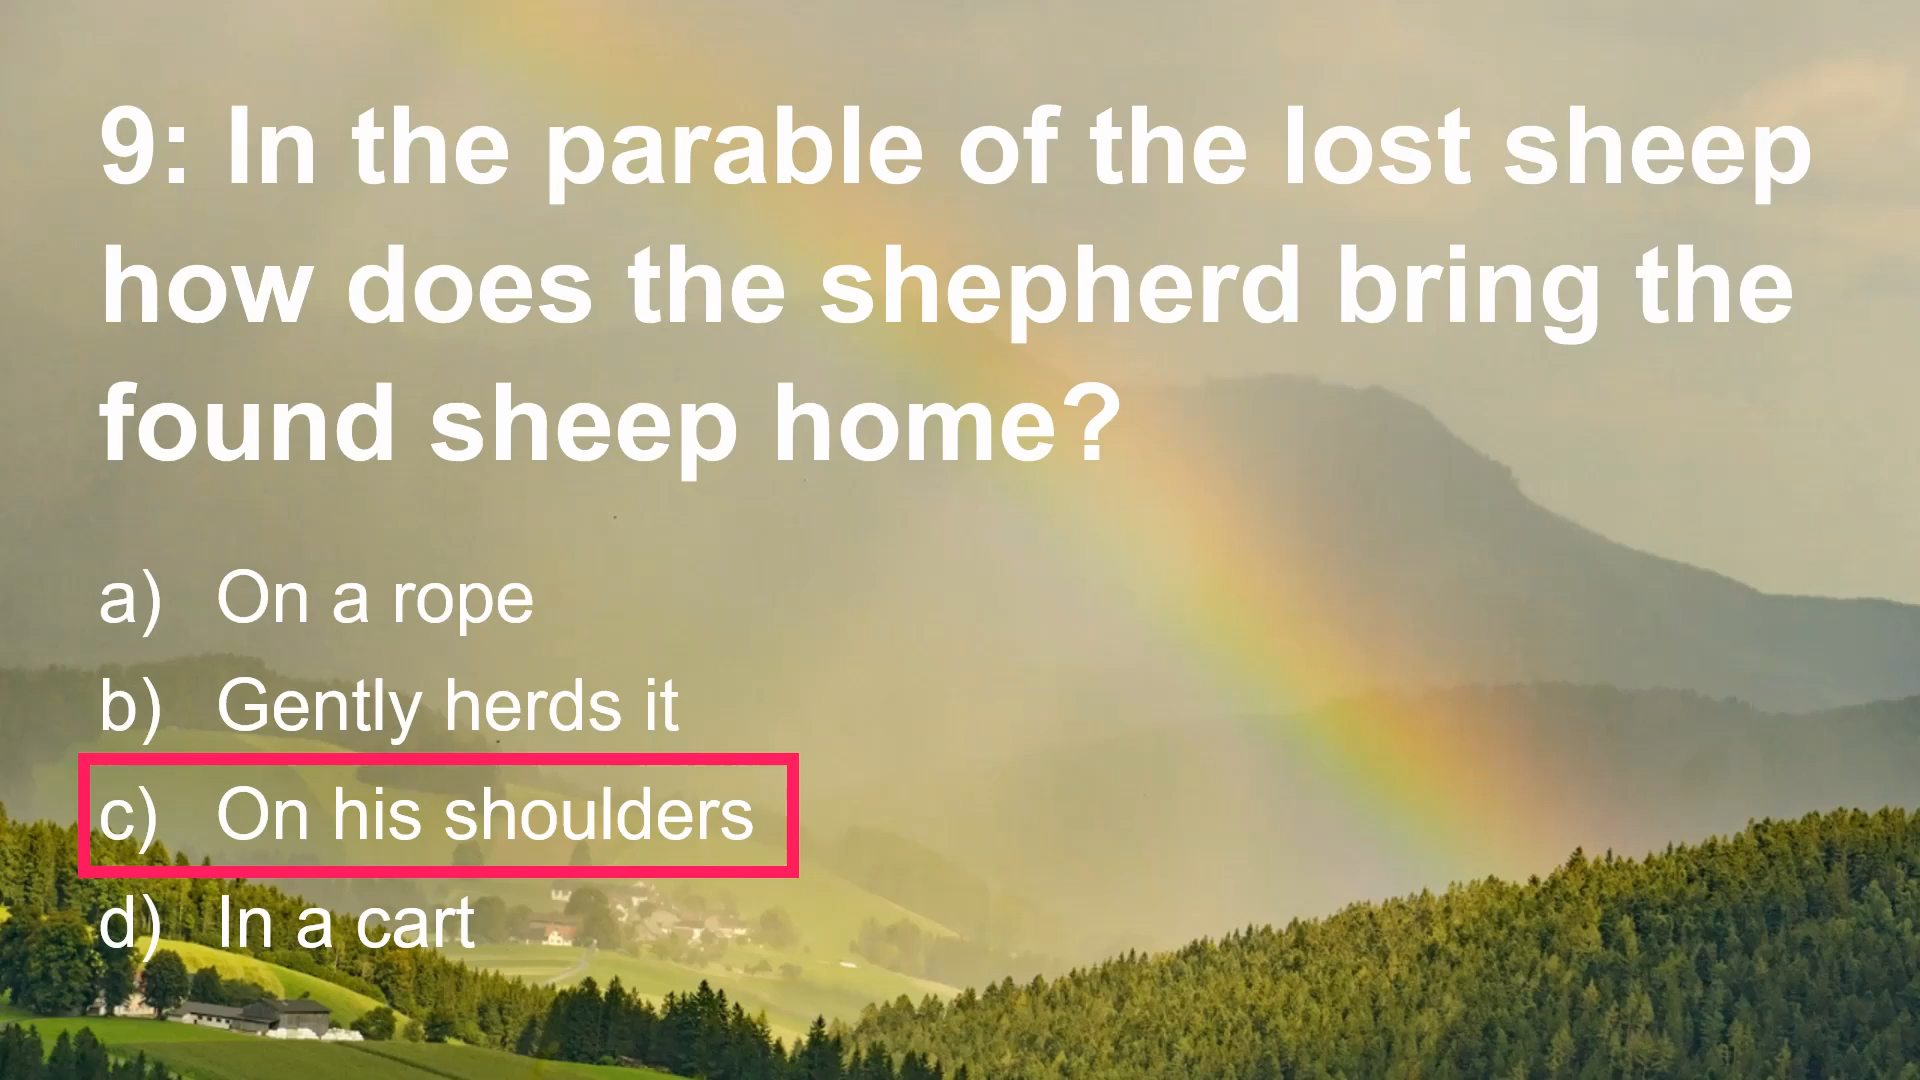 9: In the parable of the lost sheep
how does the shepherd bring the
found sheep home?
a) On a rope
b) Gently herds it
c) On his shoulders
d) In a cart